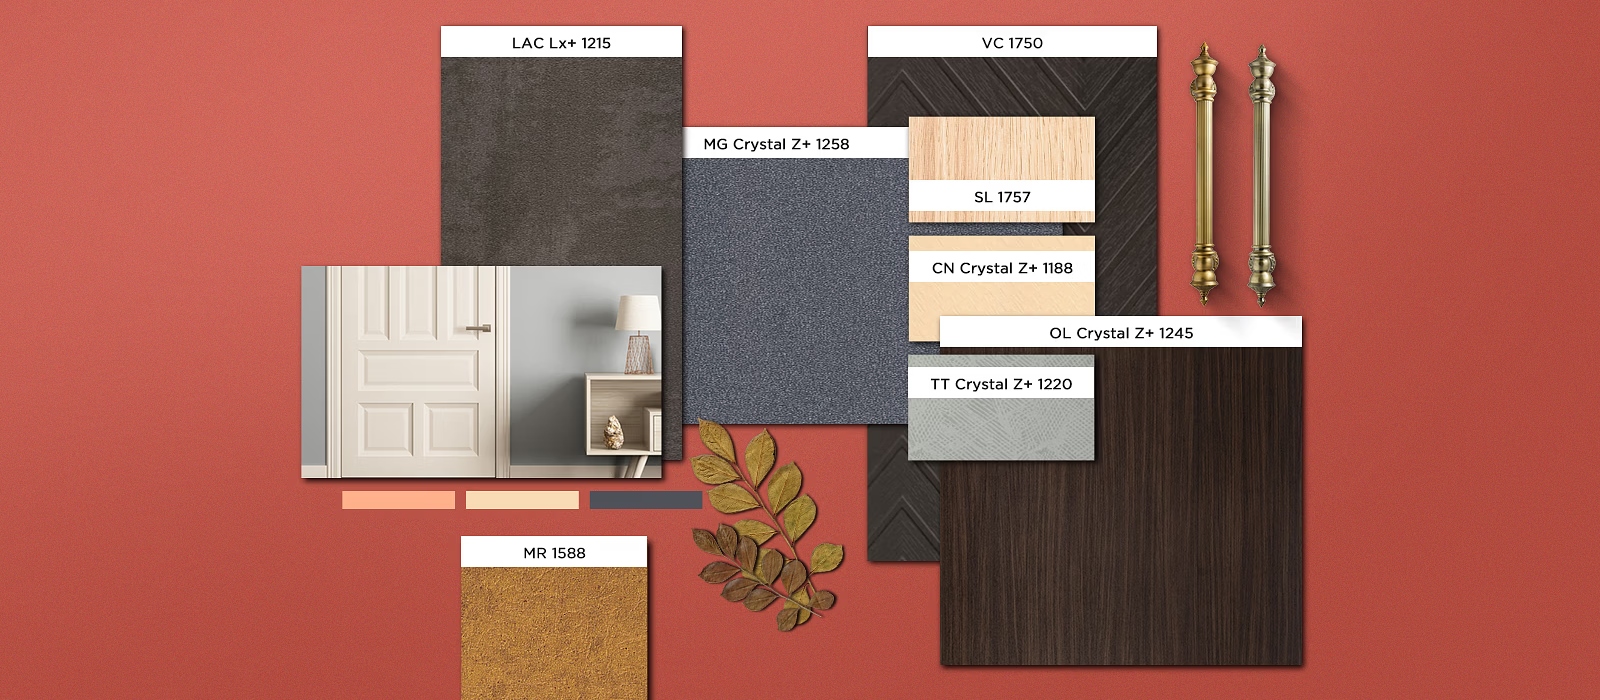 LAC Lx+ 1215
VC 1750
MG Crystal Z+ 1258
SL 1757
CN Crystal Z+ 1188
OL Crystal Z+ 1245
TT Crystal Z+ 1220
MR 1588